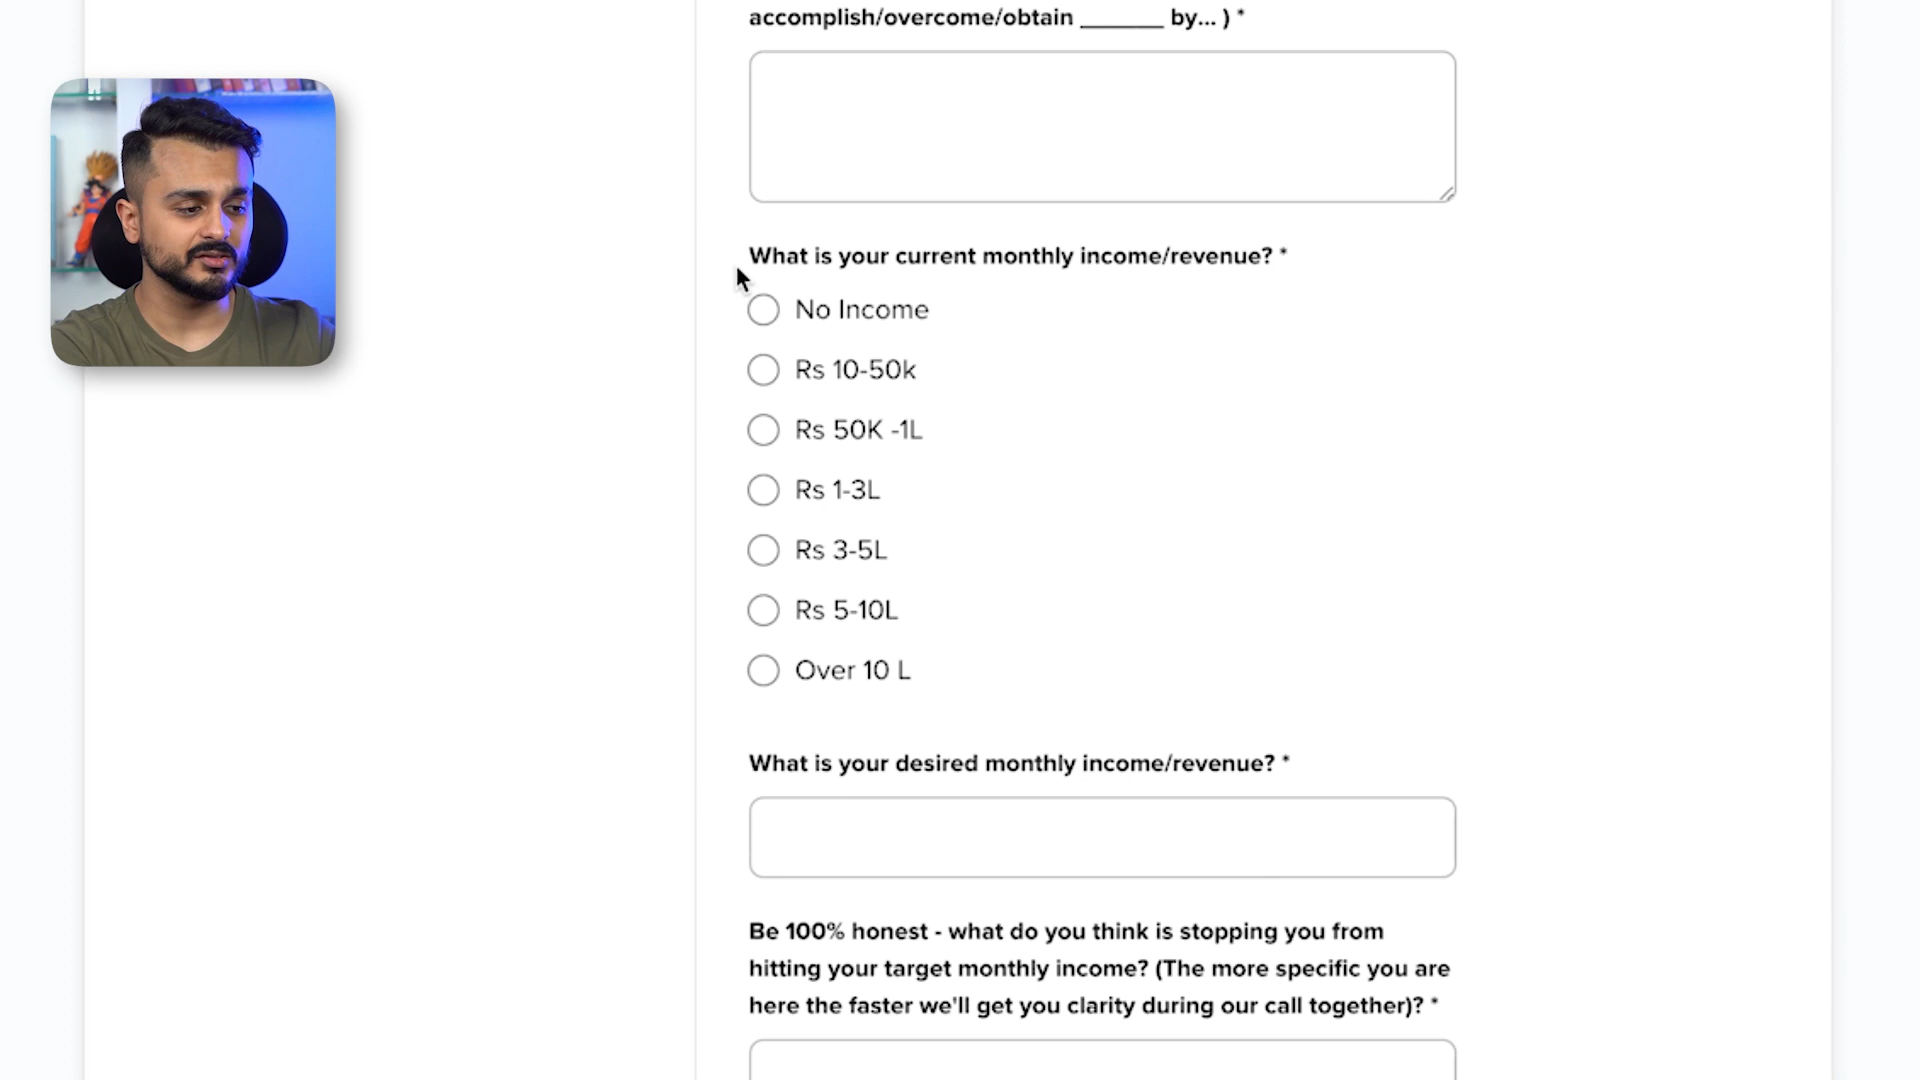 accomplish/overcome/obtain _______ by... ) *
What is your current monthly income/revenue? *
No Income
Rs 10-50k
Rs 50K -1L
Rs 1-3L
Rs 3-5L
Rs 5-10L
Over 10 L
What is your desired monthly income/revenue? *
Be 100% honest - what do you think is stopping you from
hitting your target monthly income? (The more specific you are
here the faster we'll get you clarity during our call together)? *